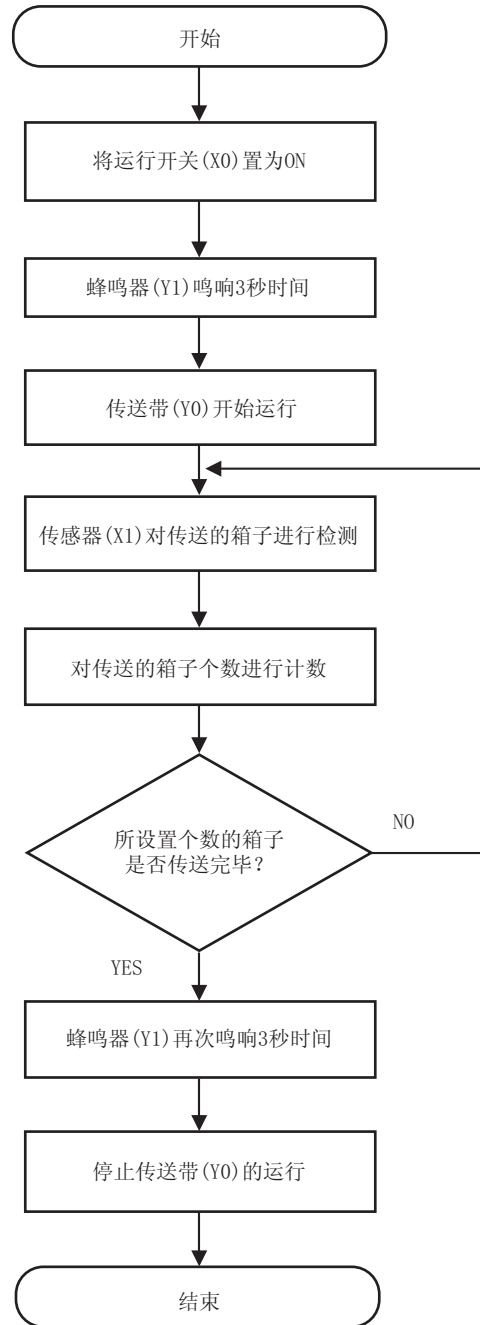 开始
将运行开关(X0)置为ON
蜂鸣器(Y1)鸣响3秒时间
传送带(Y0)开始运行
传感器(X1)对传送的箱子进行检测
对传送的箱子个数进行计数
所设置个数的箱子
是否传送完毕?
NO
YES
蜂鸣器(Y1)再次鸣响3秒时间
停止传送带(Y0)的运行
结束